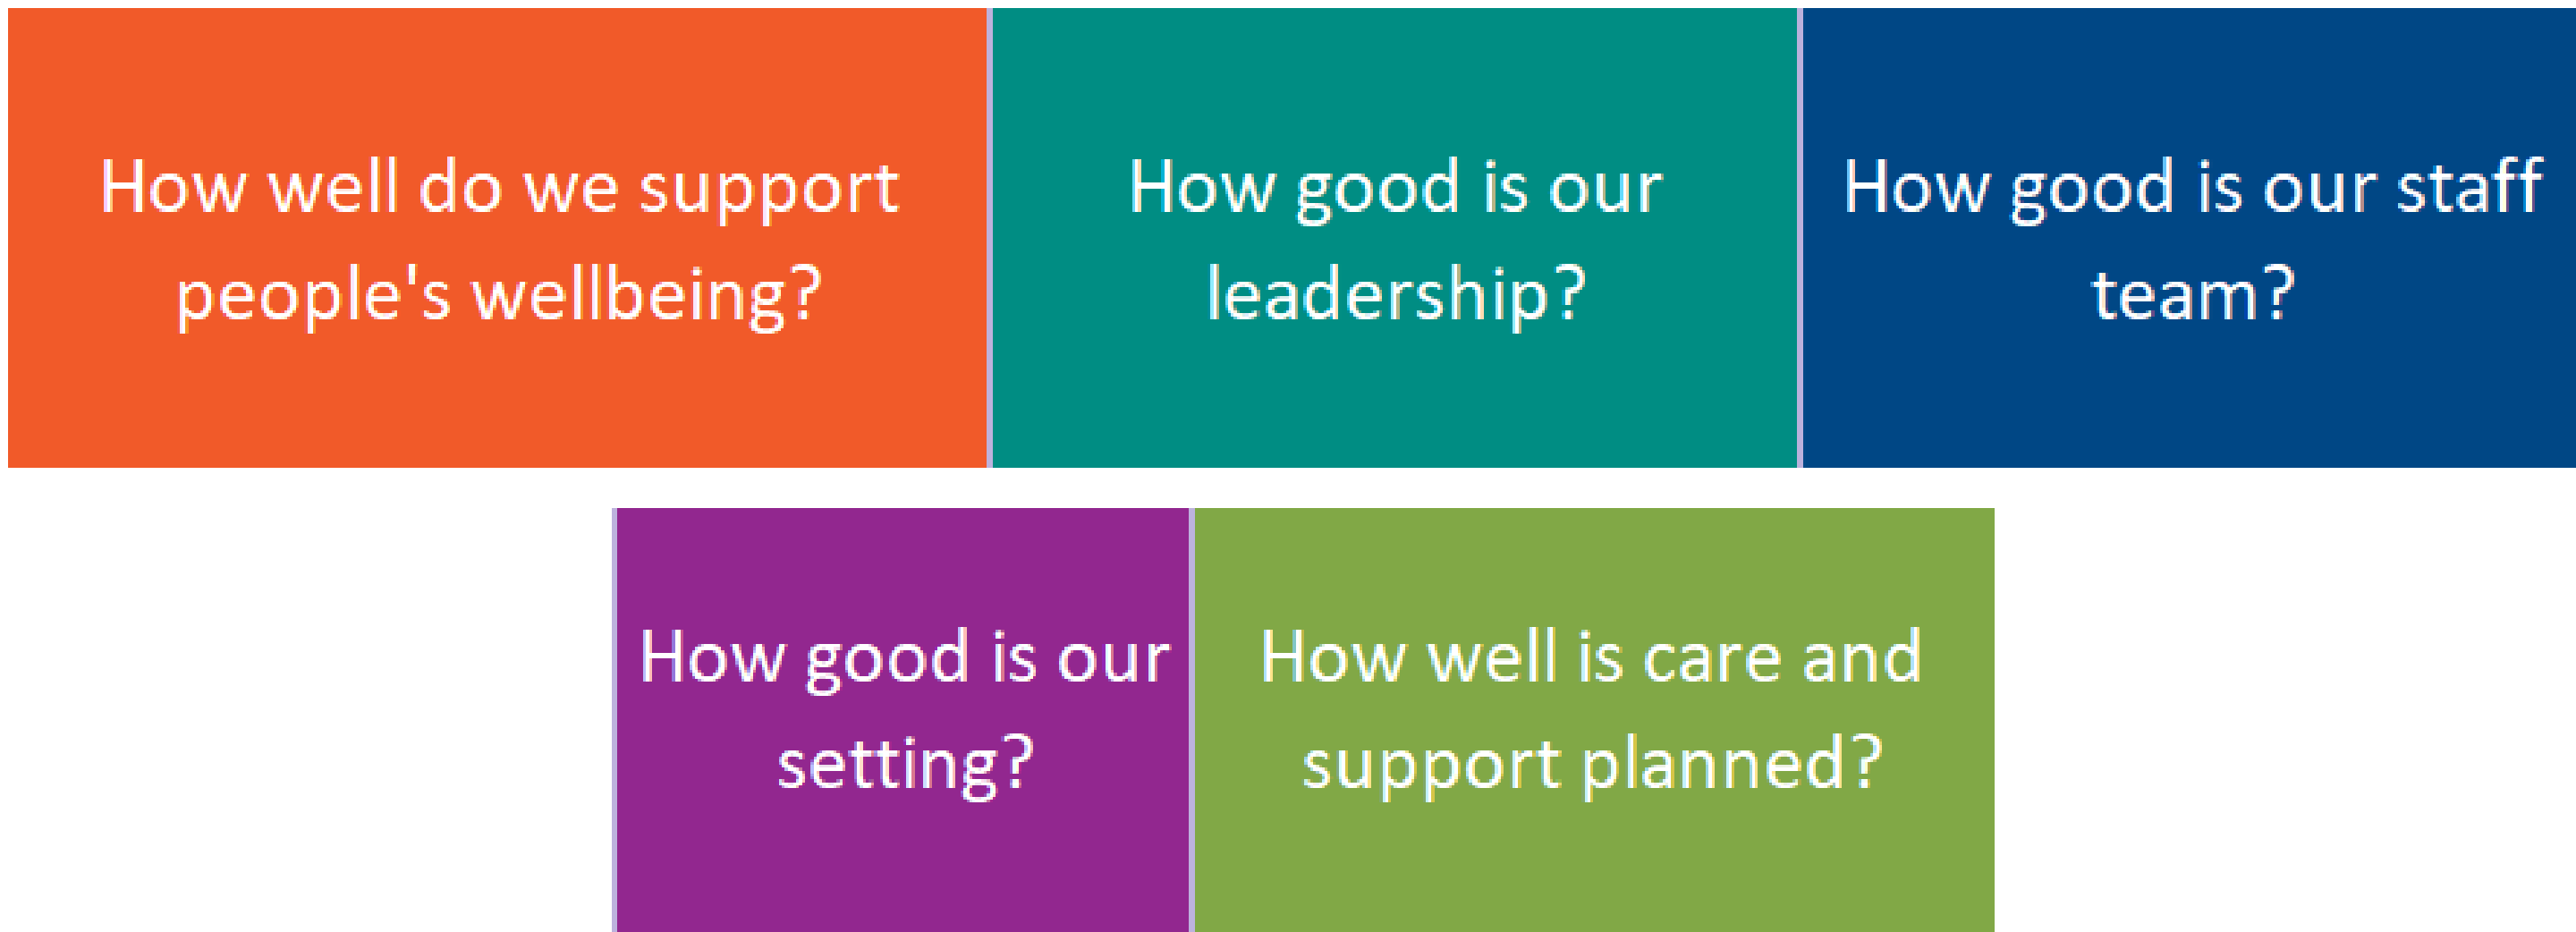 How well do we support
people's wellbeing?
How good is our
leadership?
How good is our staff
team?
How good is our
setting?
How well is care and
support planned?